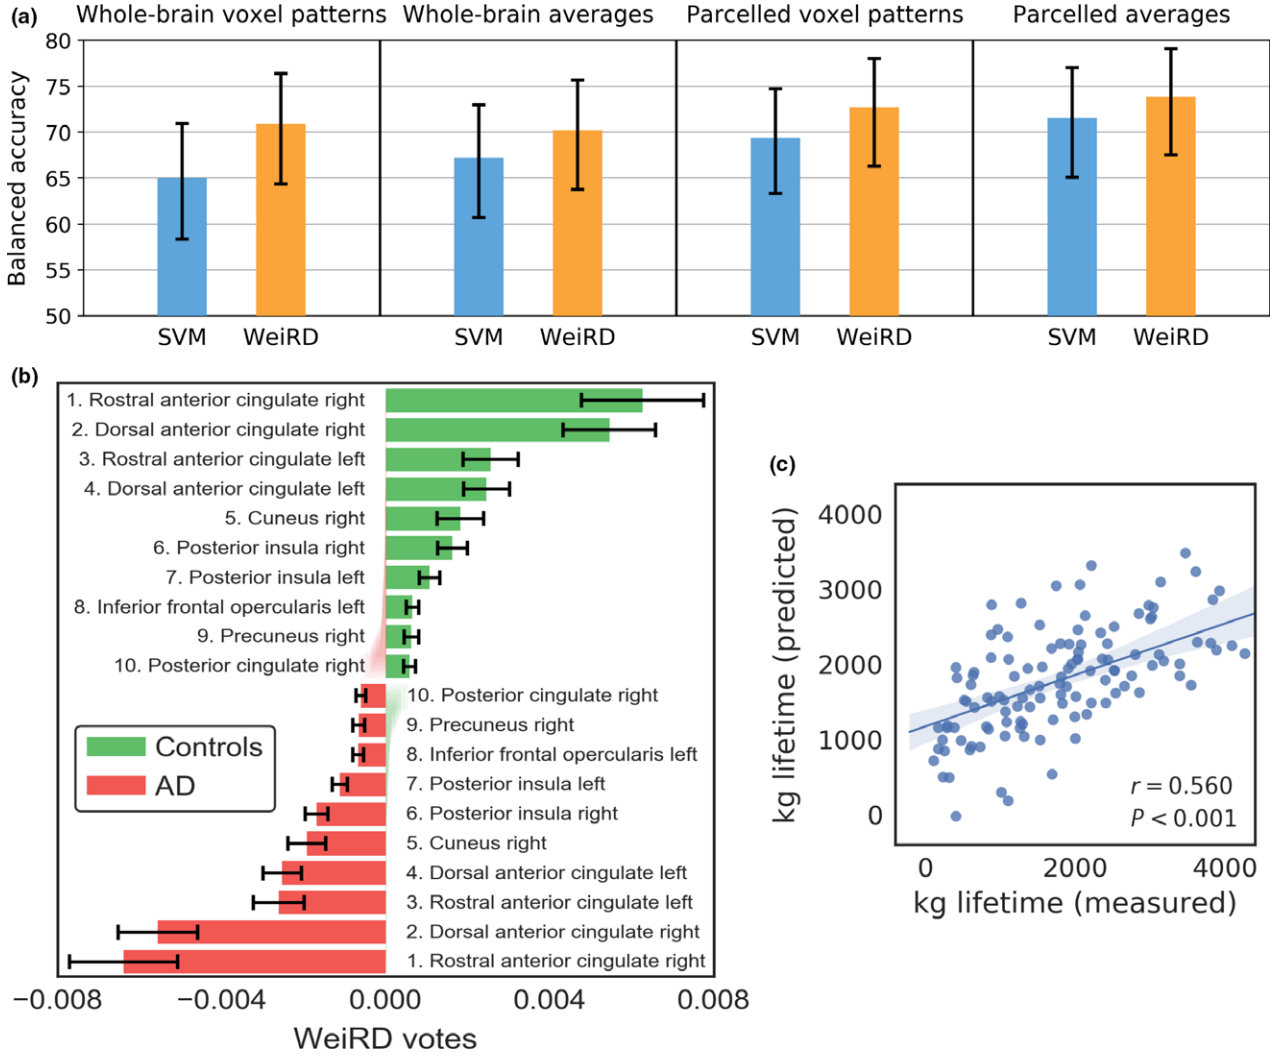 (a)
Whole-brain voxel patterns
Whole-brain averages
Parcelled voxel patterns
Parcelled averages
Balanced accuracy
80
75
70
65
60
55
50
SVM
WeiRD
SVM
WeiRD
SVM
WeiRD
SVM
WeiRD
(b)
1. Rostral anterior cingulate right
2. Dorsal anterior cingulate right
3. Rostral anterior cingulate left
4. Dorsal anterior cingulate left
5. Cuneus right
6. Posterior insula right
7. Posterior insula left
8. Inferior frontal opercularis left
9. Precuneus right
10. Posterior cingulate right
10. Posterior cingulate right
9. Precuneus right
8. Inferior frontal opercularis left
7. Posterior insula left
6. Posterior insula right
5. Cuneus right
4. Dorsal anterior cingulate left
3. Rostral anterior cingulate left
2. Dorsal anterior cingulate right
1. Rostral anterior cingulate right
Controls
AD
−0.008
−0.004
0.000
0.004
0.008
WeiRD votes
(c)
kg lifetime (predicted)
4000
3000
2000
1000
0
r = 0.560
P < 0.001
0
2000
4000
kg lifetime (measured)